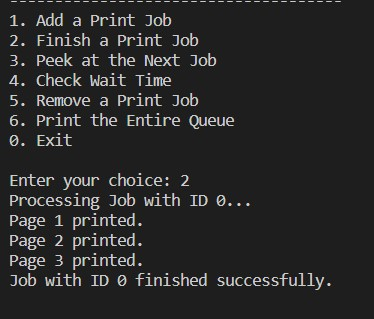 -------------------------------------
1. Add a Print Job
2. Finish a Print Job
3. Peek at the Next Job
4. Check Wait Time
5. Remove a Print Job
6. Print the Entire Queue
0. Exit
Enter your choice: 2
Processing Job with ID 0...
Page 1 printed.
Page 2 printed.
Page 3 printed.
Job with ID 0 finished successfully.